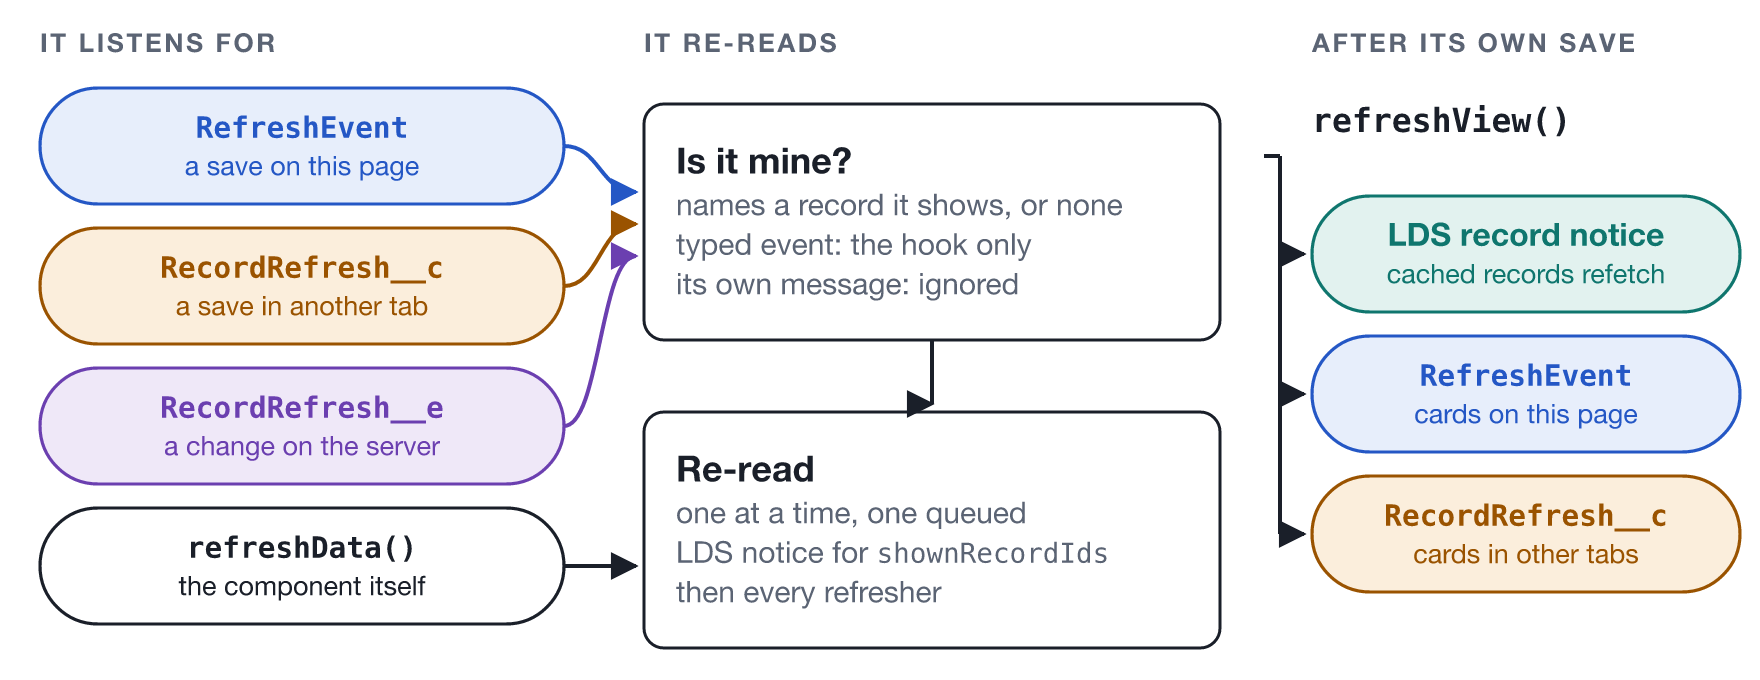 IT LISTENS FOR
RefreshEvent
a save on this page
RecordRefresh__c
a save in another tab
RecordRefresh__e
a change on the server
refreshData()
the component itself
IT RE-READS
Is it mine?
names a record it shows, or none
typed event: the hook only
its own message: ignored
Re-read
one at a time, one queued
LDS notice for shownRecordIds
then every refresher
AFTER ITS OWN SAVE
refreshView()
LDS record notice
cached records refetch
RefreshEvent
cards on this page
RecordRefresh__c
cards in other tabs